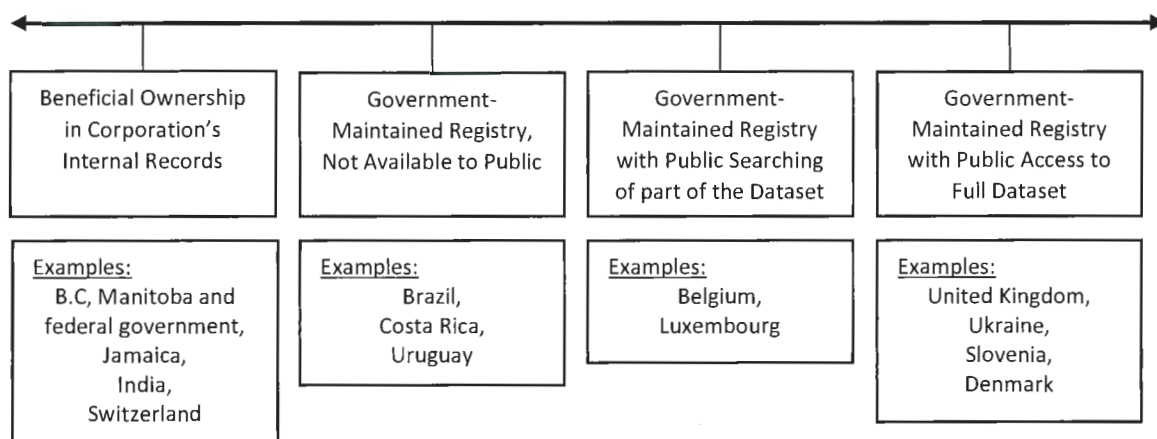 Beneficial Ownership
in Corporation's
Internal Records
Government-
Maintained Registry,
Not Available to Public
Government-
Maintained Registry
with Public Searching
of part of the Dataset
Government-
Maintained Registry
with Public Access to
Full Dataset
Examples:
B.C, Manitoba and
federal government,
Jamaica,
India,
Switzerland
Examples:
Brazil,
Costa Rica,
Uruguay
Examples:
Belgium,
Luxembourg
Examples:
United Kingdom,
Ukraine,
Slovenia,
Denmark